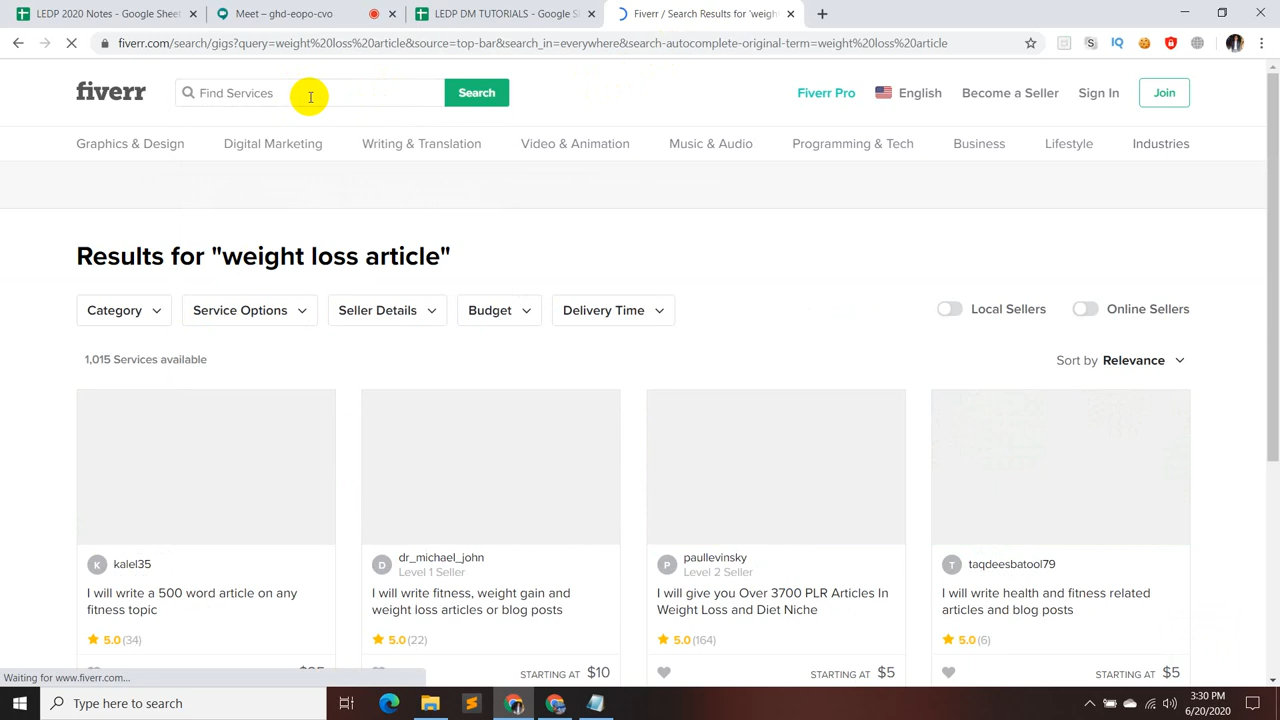 LEDP 2020 Notes - Google Sheet
Meet – ghd-eopo-cvo
LEDP DM TUTORIALS - Google S
Fiverr / Search Results for 'weigh
fiverr.com/search/gigs?query=weight%20loss%20article&source=top-bar&search_in=everywhere&search-autocomplete-original-term=weight%20loss%20article
fiverr
Find Services
Search
Fiverr Pro
English
Become a Seller
Sign In
Join
Graphics & Design
Digital Marketing
Writing & Translation
Video & Animation
Music & Audio
Programming & Tech
Business
Lifestyle
Industries
Results for "weight loss article"
Category
Service Options
Seller Details
Budget
Delivery Time
Local Sellers
Online Sellers
1,015 Services available
Sort by Relevance
K
kalel35
I will write a 500 word article on any
fitness topic
5.0 (34)
D
dr_michael_john
Level 1 Seller
I will write fitness, weight gain and
weight loss articles or blog posts
5.0 (22)
STARTING AT $10
P
paullevinsky
Level 2 Seller
I will give you Over 3700 PLR Articles In
Weight Loss and Diet Niche
5.0 (164)
STARTING AT $5
T
taqdeesbatool79
I will write health and fitness related
articles and blog posts
5.0 (6)
STARTING AT $5
Waiting for www.fiverr.com...
Type here to search
3:30 PM
6/20/2020